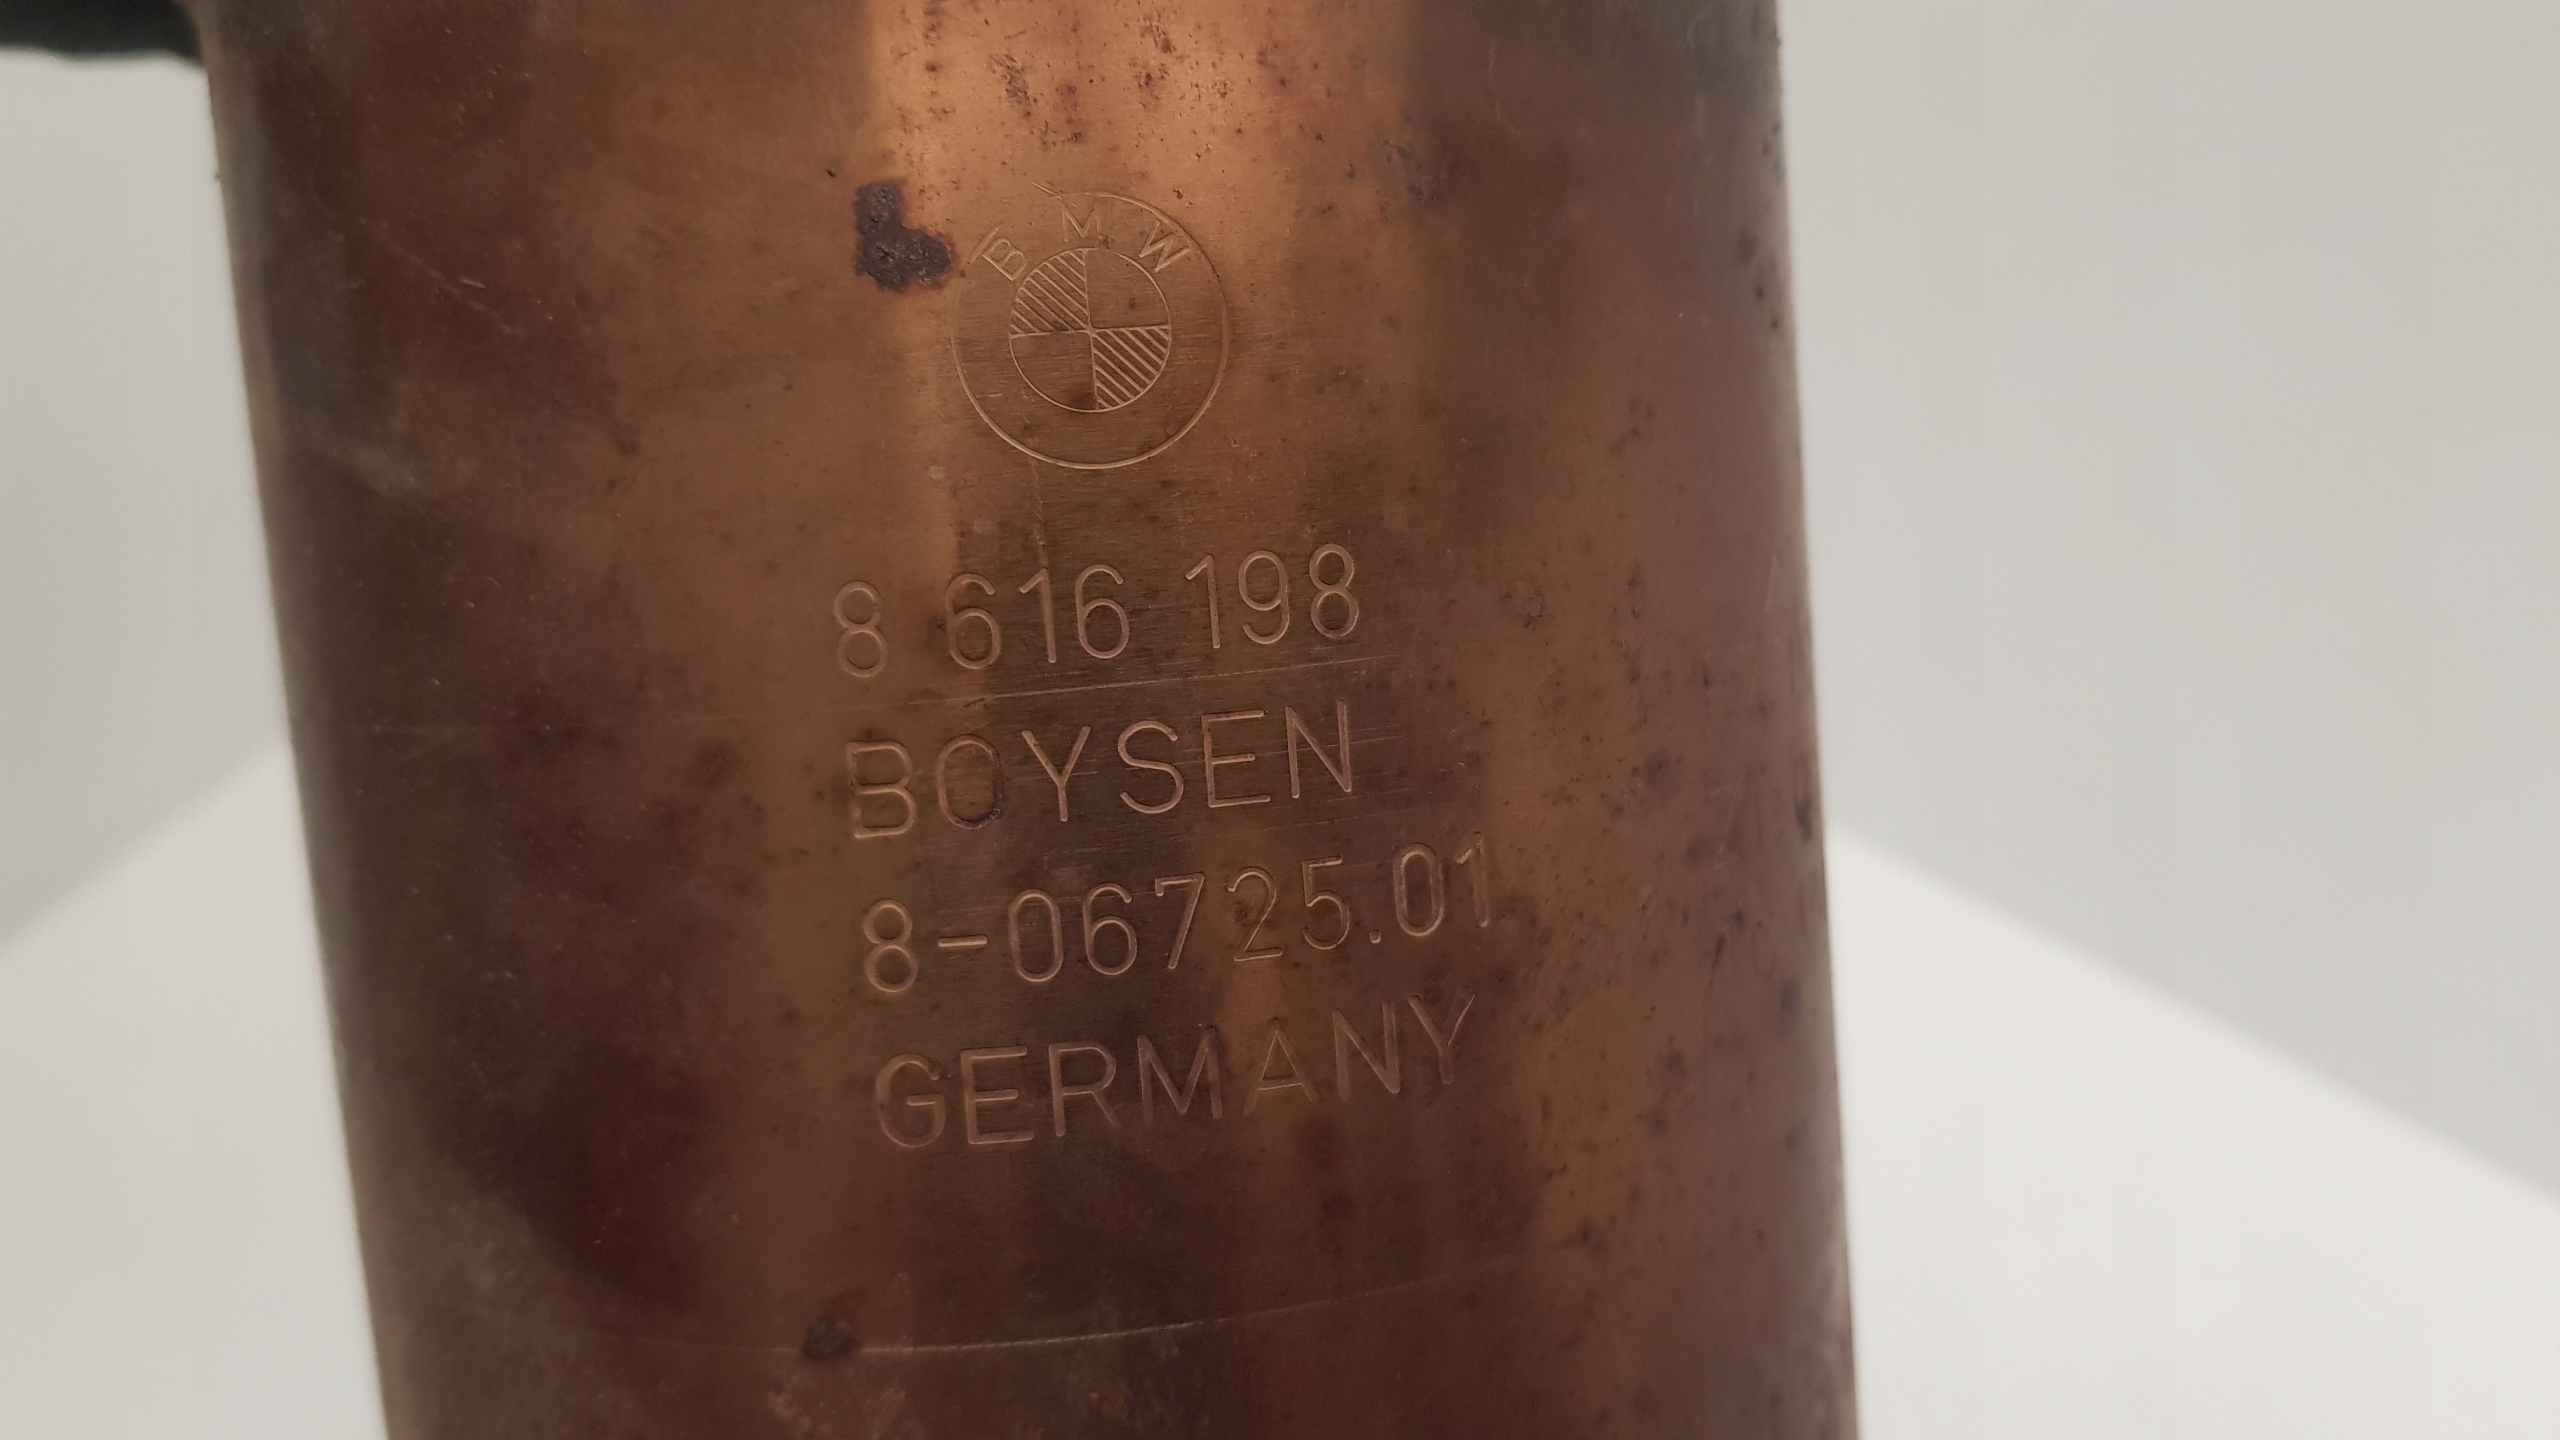 BMW
8 616 198
BOYSEN
8-06725.01
GERMANY